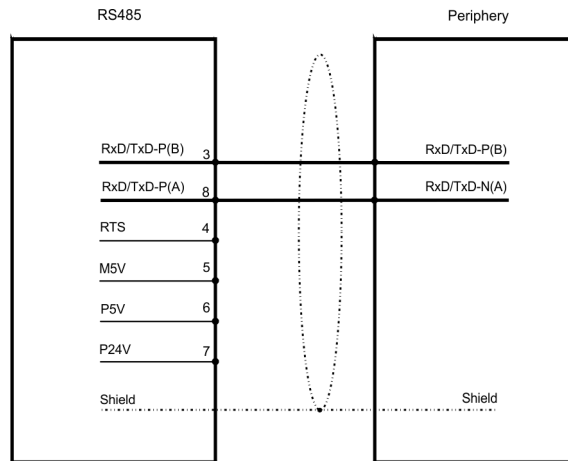 RS485 Periphery
RxD/TxD-P(B) 3 RxD/TxD-P(B)
RxD/TxD-P(A) 8 RxD/TxD-N(A)
RTS 4
M5V 5
P5V 6
P24V 7
Shield Shield